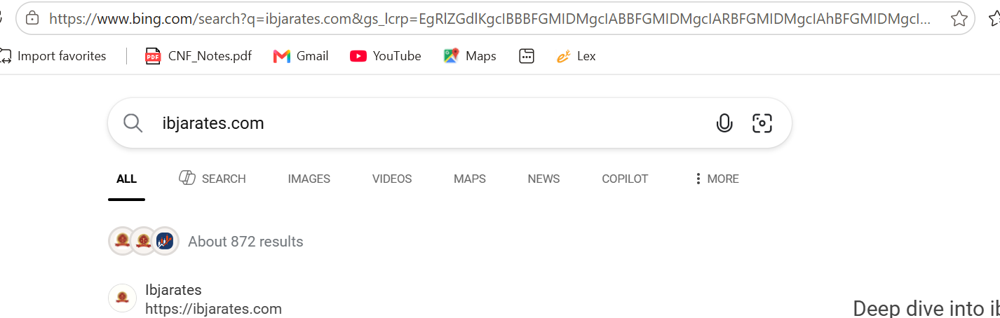 https://www.bing.com/search?q=ibjarates.com&gs_lcrp=EgRlZGdlKgcIBBBFGMIDMgcIABBFGMIDMgcIARBFGMIDMgcIAhBFGMIDMgcI...
Import favorites PDF CNF_Notes.pdf Gmail YouTube Maps Lex
ibjarates.com
ALL SEARCH IMAGES VIDEOS MAPS NEWS COPILOT MORE
About 872 results
Ibjarates
https://ibjarates.com
Deep dive into ib